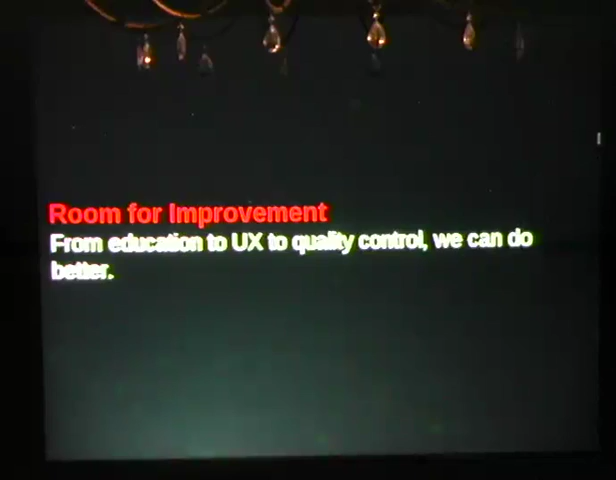 Room for Improvement
From education to UX to quality control, we can do
better.